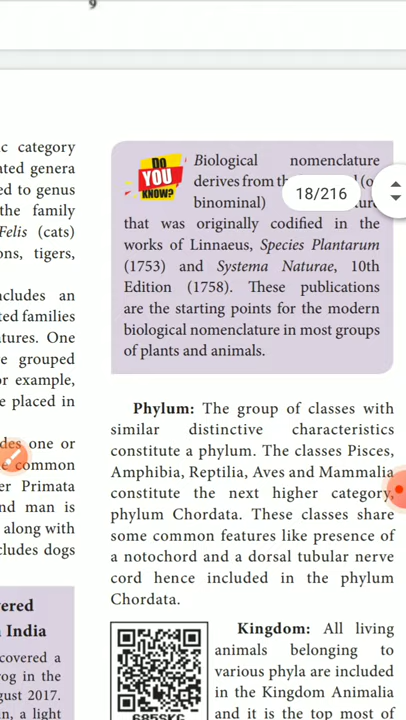 9
c category
ated genera
ed to genus
the family
Felis (cats)
ons, tigers,
ncludes an
ted families
atures. One
e grouped
or example,
e placed in
des one or
common
er Primata
nd man is
along with
cludes dogs
vered
India
covered a
rog in the
gust 2017.
n, a light
DO
YOU
KNOW?
Biological nomenclature
derives from
binominal)
that was originally codified in the
works of Linnaeus, Species Plantarum
(1753) and Systema Naturae, 10th
Edition (1758). These publications
are the starting points for the modern
biological nomenclature in most groups
of plants and animals.
18/216
Phylum: The group of classes with
similar distinctive characteristics
constitute a phylum. The classes Pisces,
Amphibia, Reptilia, Aves and Mammalia
constitute the next higher category,
phylum Chordata. These classes share
some common features like presence of
a notochord and a dorsal tubular nerve
cord hence included in the phylum
Chordata.
Kingdom: All living
animals belonging to
various phyla are included
in the Kingdom Animalia
and it is the top most of